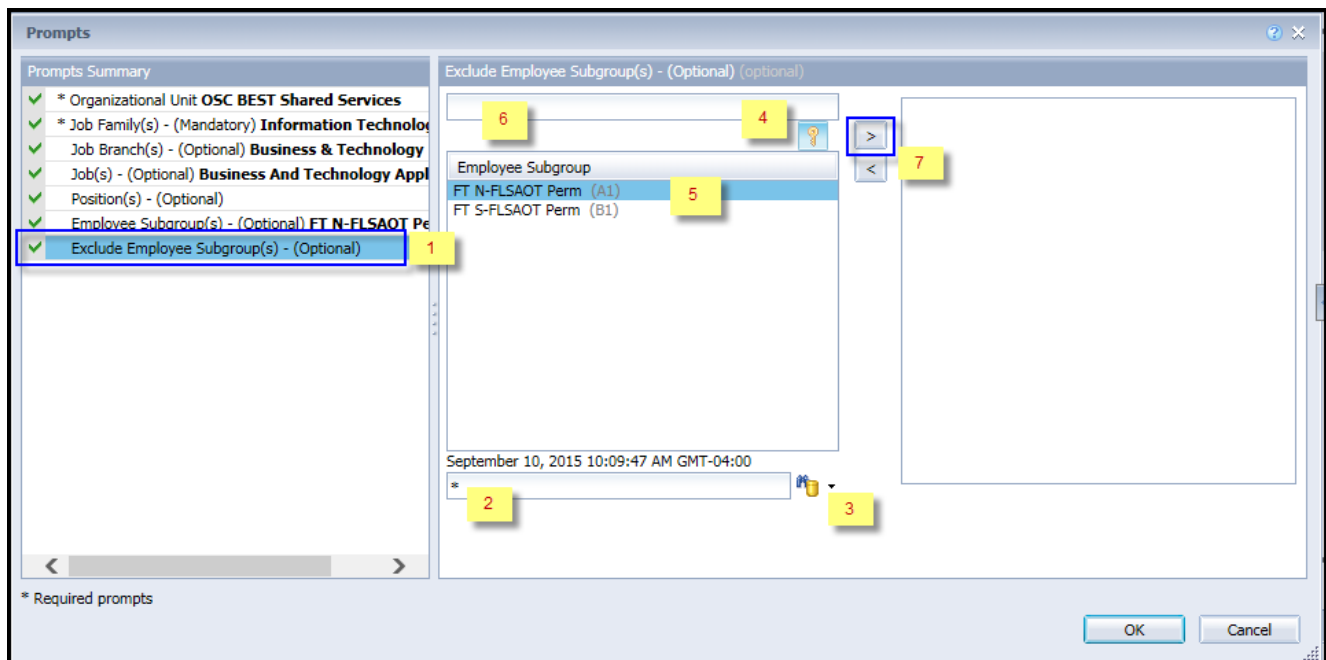 Prompts
Prompts Summary
* Organizational Unit OSC BEST Shared Services
* Job Family(s) - (Mandatory) Information Technolog
Job Branch(s) - (Optional) Business & Technology
Job(s) - (Optional) Business And Technology Appl
Position(s) - (Optional)
Employee Subgroup(s) - (Optional) FT N-FLSAOT Pe
Exclude Employee Subgroup(s) - (Optional)
1
Exclude Employee Subgroup(s) - (Optional) (optional)
6
4
Employee Subgroup
FT N-FLSAOT Perm (A1)
5
FT S-FLSAOT Perm (B1)
>
<
7
September 10, 2015 10:09:47 AM GMT-04:00
*
2
3
* Required prompts
OK
Cancel